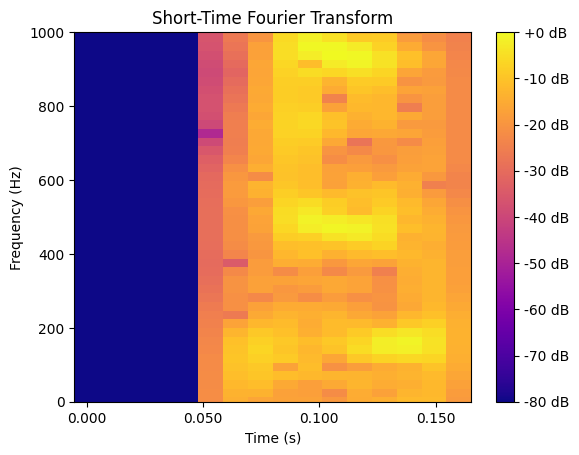 Short-Time Fourier Transform
1000
800
600
400
200
0
Frequency (Hz)
0.000
0.050
0.100
0.150
Time (s)
+0 dB
-10 dB
-20 dB
-30 dB
-40 dB
-50 dB
-60 dB
-70 dB
-80 dB